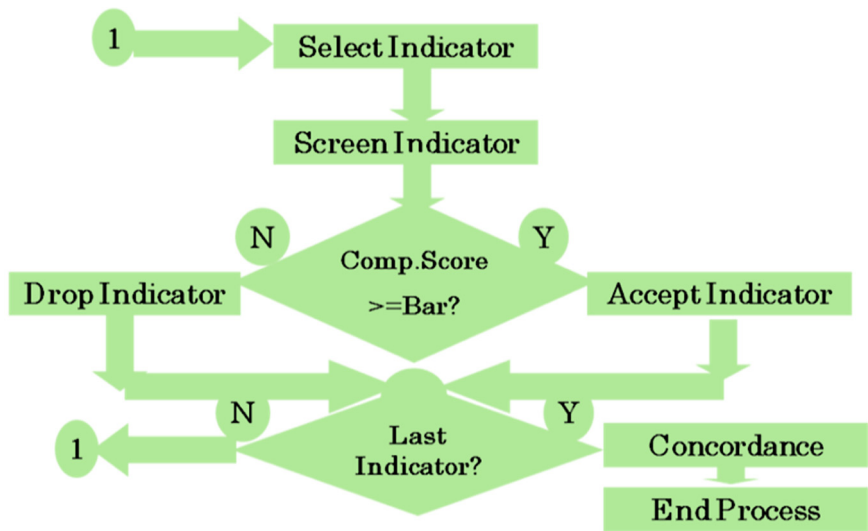 1
Select Indicator
Screen Indicator
N
Y
Comp.Score
>=Bar?
Drop Indicator
Accept Indicator
N
Y
1
Last
Indicator?
Concordance
End Process